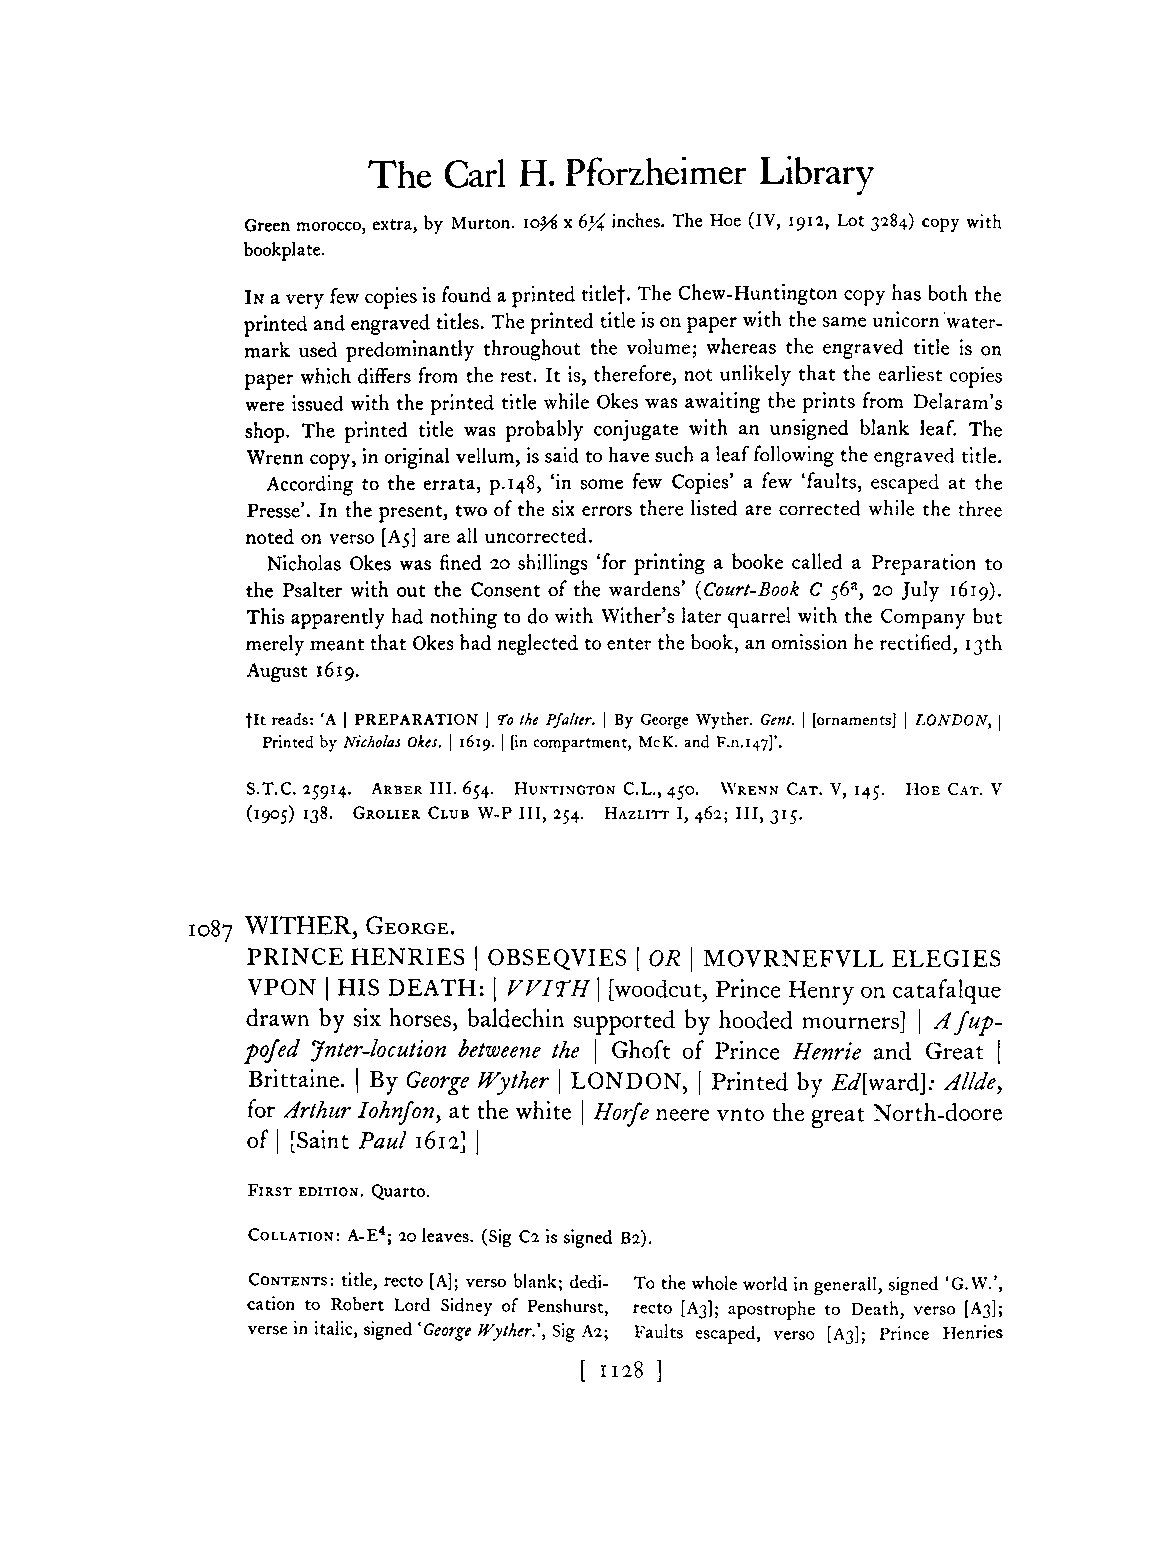 The Carl H. Pforzheimer Library
Green morocco, extra, by Murton. 10⅜ x 6¼ inches. The Hoe (IV, 1912, Lot 3284) copy with
bookplate.
IN a very few copies is found a printed title†. The Chew-Huntington copy has both the
printed and engraved titles. The printed title is on paper with the same unicorn water-
mark used predominantly throughout the volume; whereas the engraved title is on
paper which differs from the rest. It is, therefore, not unlikely that the earliest copies
were issued with the printed title while Okes was awaiting the prints from Delaram's
shop. The printed title was probably conjugate with an unsigned blank leaf. The
Wrenn copy, in original vellum, is said to have such a leaf following the engraved title.
According to the errata, p.148, 'in some few Copies' a few 'faults, escaped at the
Presse'. In the present, two of the six errors there listed are corrected while the three
noted on verso [A5] are all uncorrected.
Nicholas Okes was fined 20 shillings 'for printing a booke called a Preparation to
the Psalter with out the Consent of the wardens' (Court-Book C 56ª, 20 July 1619).
This apparently had nothing to do with Wither's later quarrel with the Company but
merely meant that Okes had neglected to enter the book, an omission he rectified, 13th
August 1619.
†It reads: 'A | PREPARATION | To the Pſalter. | By George Wyther. Gent. | [ornaments] | LONDON, |
Printed by Nicholas Okes. | 1619. | [in compartment, McK. and F.n.147]'.
S.T.C. 25914. ARBER III. 654. HUNTINGTON C.L., 450. WRENN CAT. V, 145. HOE CAT. V
(1905) 138. GROLIER CLUB W-P III, 254. HAZLITT I, 462; III, 315.
1087 WITHER, GEORGE.
PRINCE HENRIES | OBSEQVIES | OR | MOVRNEFVLL ELEGIES
VPON | HIS DEATH: | VVITH | [woodcut, Prince Henry on catafalque
drawn by six horses, baldechin supported by hooded mourners] | A ſup-
poſed Inter-locution betweene the | Ghoſt of Prince Henrie and Great |
Brittaine. | By George Wyther | LONDON, | Printed by Ed[ward]: Allde,
for Arthur Iohnſon, at the white | Horſe neere vnto the great North-doore
of | [Saint Paul 1612] |
FIRST EDITION. Quarto.
COLLATION: A-E⁴; 20 leaves. (Sig C2 is signed B2).
CONTENTS: title, recto [A]; verso blank; dedi-
cation to Robert Lord Sidney of Penshurst,
verse in italic, signed 'George Wyther.', Sig A2;
To the whole world in generall, signed 'G.W.',
recto [A3]; apostrophe to Death, verso [A3];
Faults escaped, verso [A3]; Prince Henries
[ 1128 ]